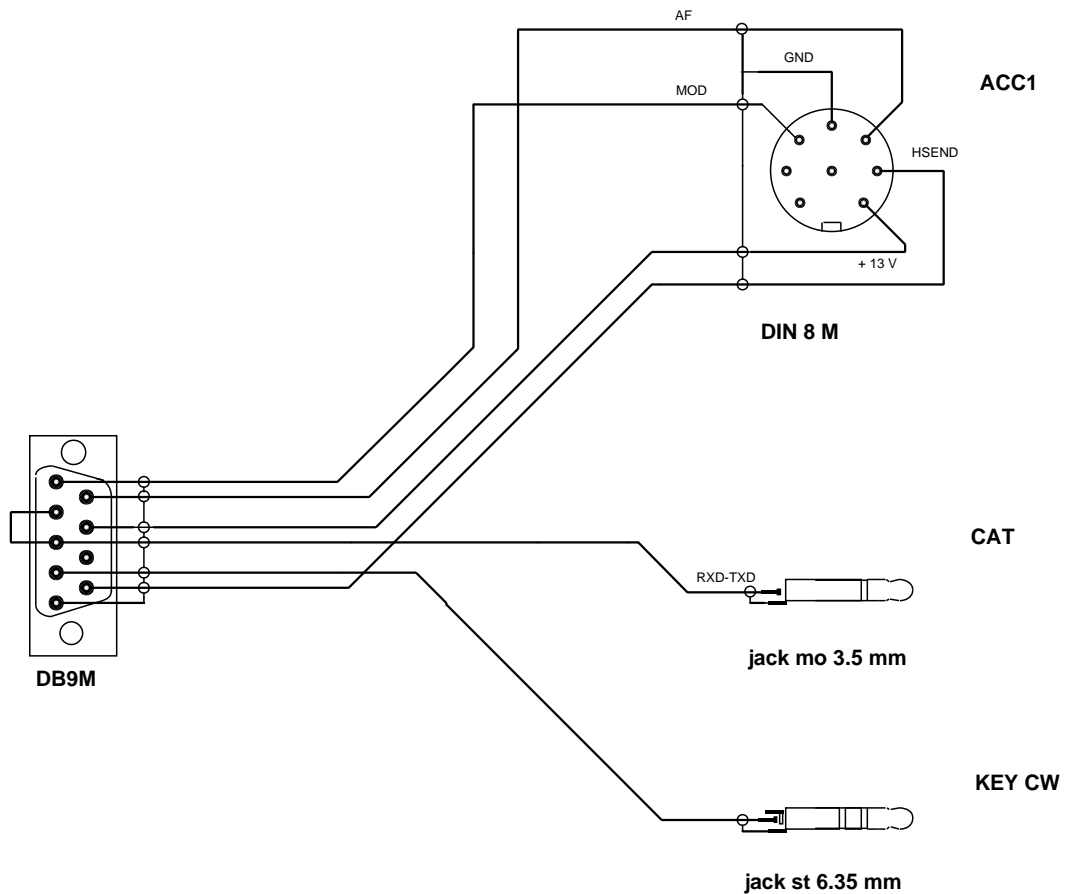 AF
GND
ACC1
MOD
HSEND
+ 13 V
DIN 8 M
CAT
RXD-TXD
jack mo 3.5 mm
DB9M
KEY CW
jack st 6.35 mm